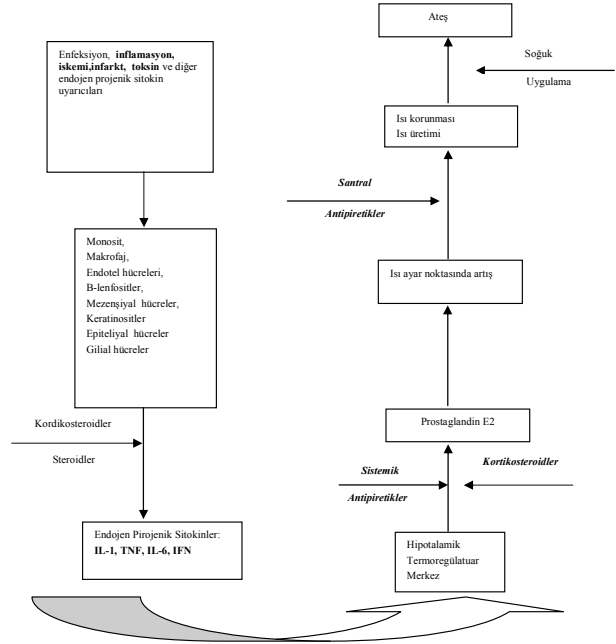 Enfeksiyon, inflamasyon,
iskemi,infarkt, toksin ve diğer
endojen projenik sitokin
uyarıcıları
Monosit,
Makrofaj,
Endotel hücreleri,
B-lenfositler,
Mezenşiyal hücreler,
Keratinositler
Epiteliyal hücreler
Gilial hücreler
Kordikosteroidler
Steroidler
Endojen Pirojenik Sitokinler:
IL-1, TNF, IL-6, IFN
Ateş
Soğuk
Uygulama
Isı korunması
Isı üretimi
Santral
Antipiretikler
Isı ayar noktasında artış
Prostaglandin E2
Sistemik
Antipiretikler
Kortikosteroidler
Hipotalamik
Termoregülatuar
Merkez